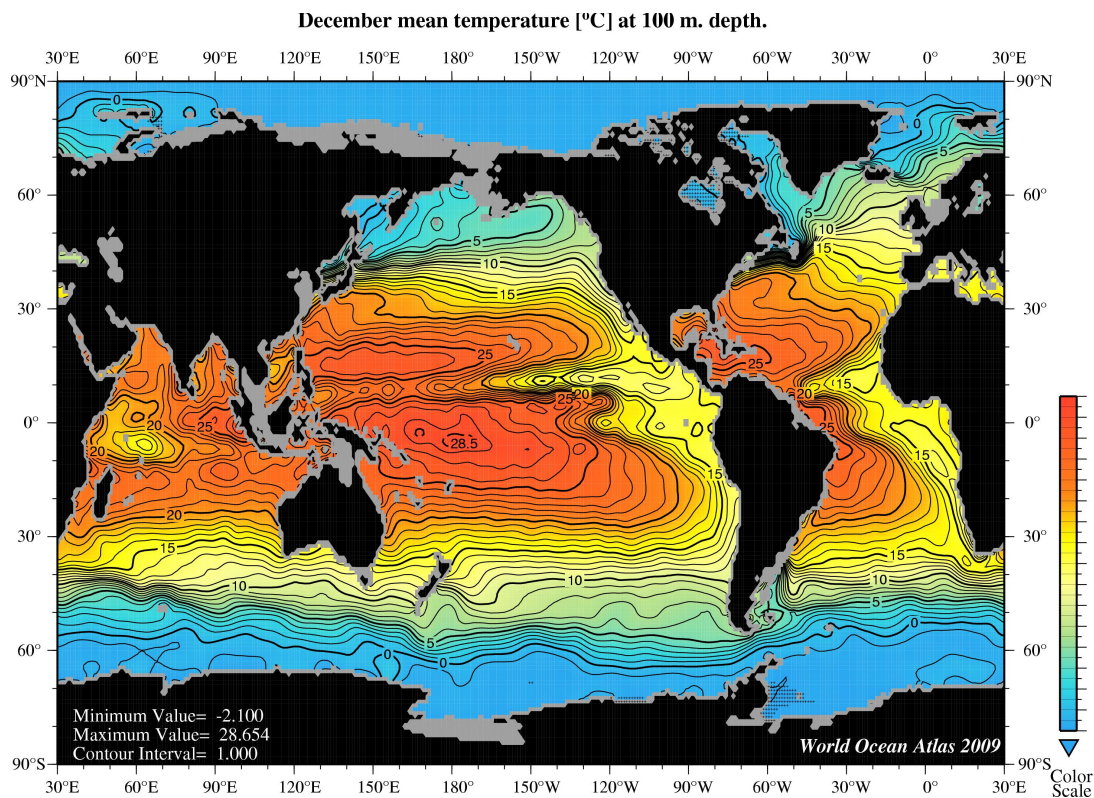 December mean temperature [ºC] at 100 m. depth.
30°E 60°E 90°E 120°E 150°E 180° 150°W 120°W 90°W 60°W 30°W 0° 30°E
90°N 90°N
0 0
5
60° 60°
5 5
10
15
10
15
30° 30°
25
25
15
20 20
25
0° 20 25 25 0°
28.5
20
15
15
20
30° 30°
15 15
10 10 10
5
5
0
60° 0 0 60°
Minimum Value= -2.100
Maximum Value= 28.654
Contour Interval= 1.000
World Ocean Atlas 2009
90°S 90°S
30°E 60°E 90°E 120°E 150°E 180° 150°W 120°W 90°W 60°W 30°W 0° 30°E
Color
Scale